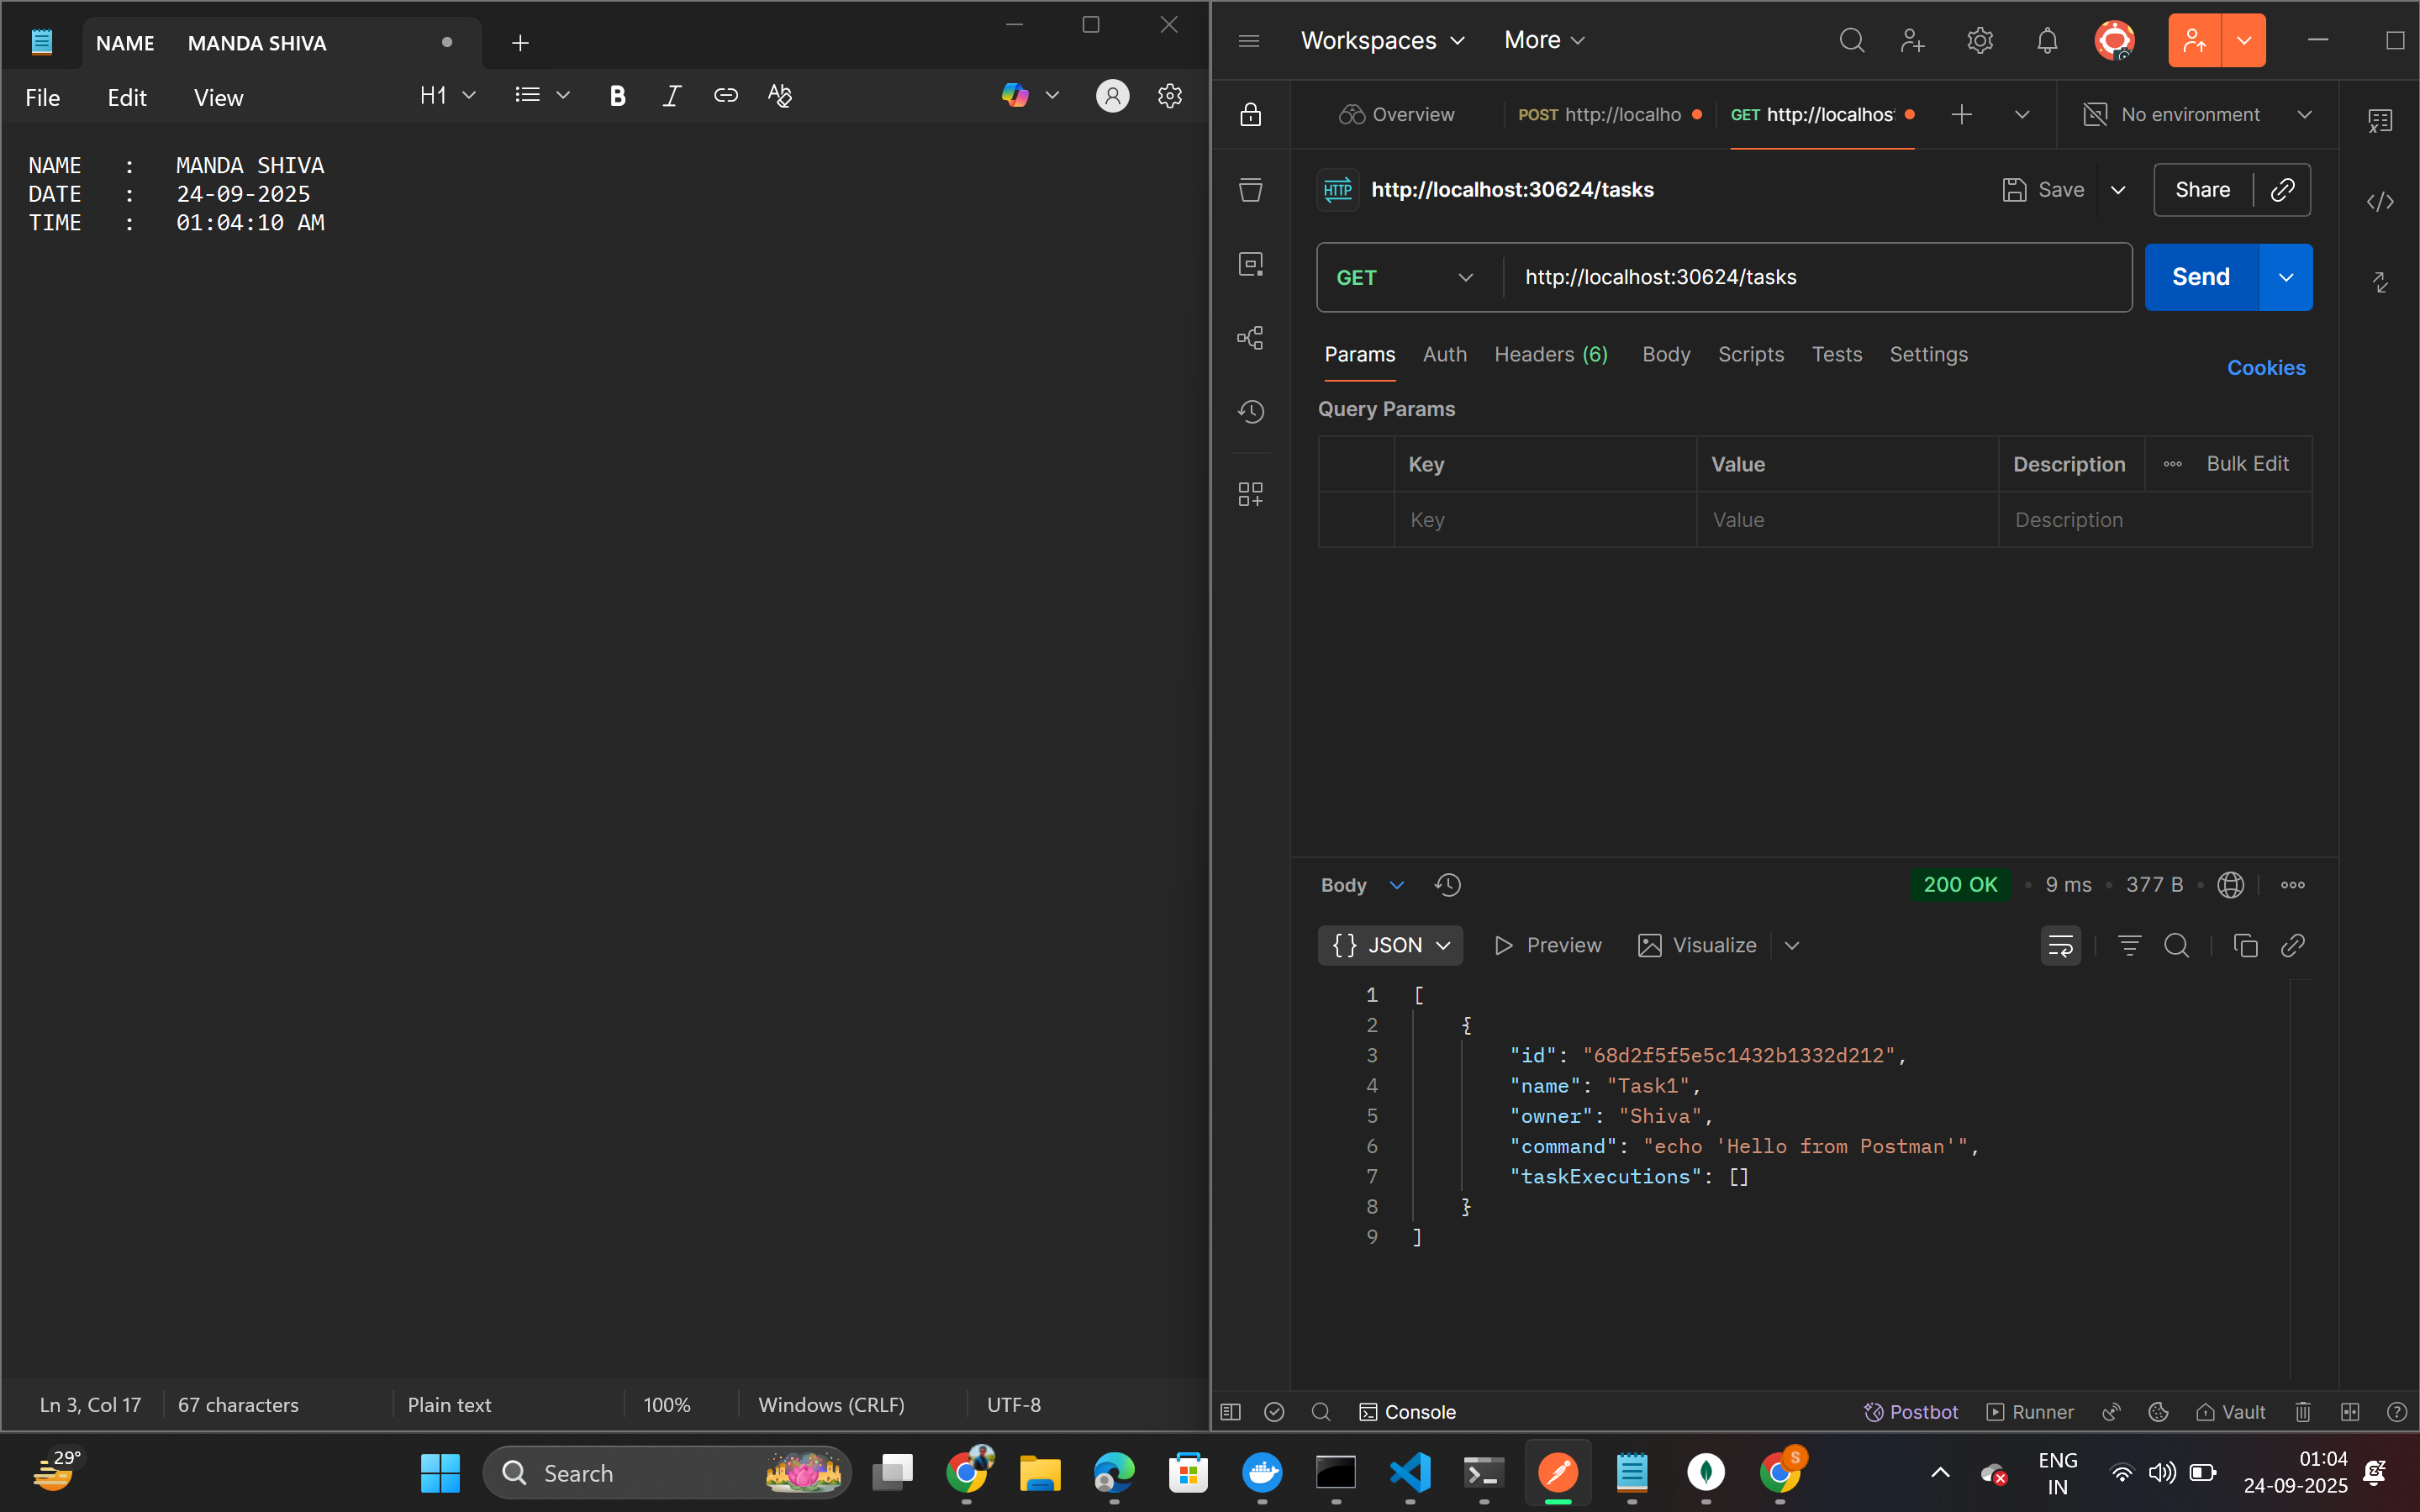 NAME MANDA SHIVA
File Edit View H1 B I
NAME : MANDA SHIVA
DATE : 24-09-2025
TIME : 01:04:10 AM
Ln 3, Col 17 67 characters Plain text 100% Windows (CRLF) UTF-8
Workspaces More
Overview POST http://localho GET http://localhos No environment
HTTP http://localhost:30624/tasks Save Share
GET http://localhost:30624/tasks Send
Params Auth Headers (6) Body Scripts Tests Settings Cookies
Query Params
Key Value Description Bulk Edit
Key Value Description
Body 200 OK 9 ms 377 B
{} JSON Preview Visualize
1 [
2 {
3 "id": "68d2f5f5e5c1432b1332d212",
4 "name": "Task1",
5 "owner": "Shiva",
6 "command": "echo 'Hello from Postman'",
7 "taskExecutions": []
8 }
9 ]
Console Postbot Runner Vault
29° Search S ENG 01:04
IN 24-09-2025